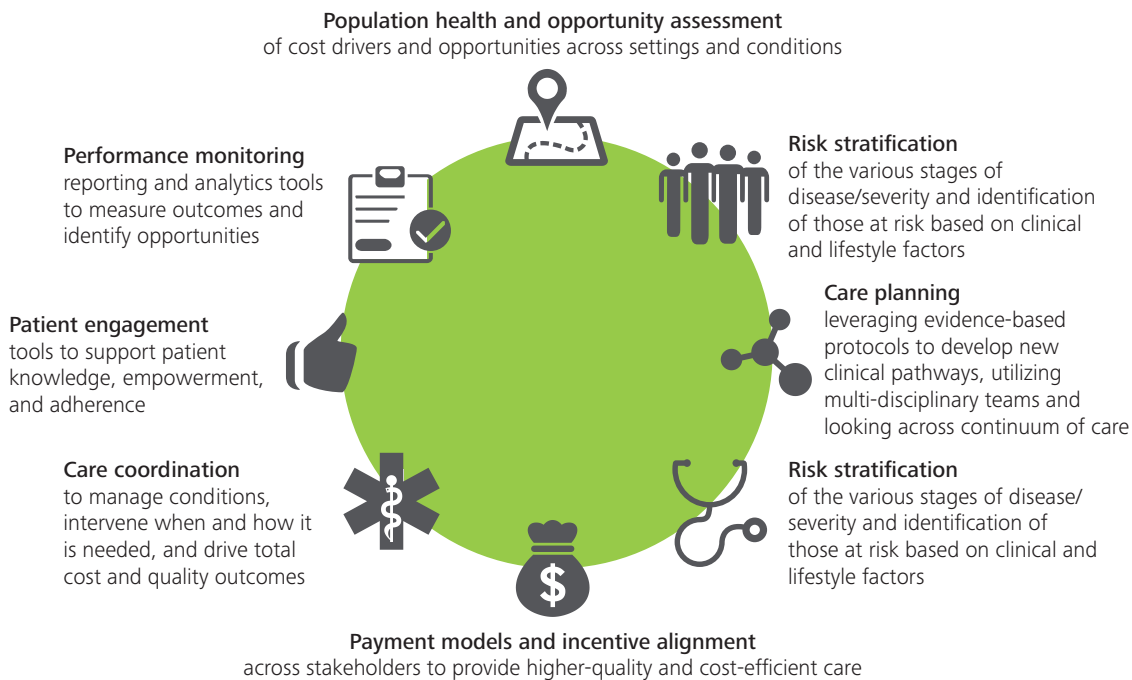 Population health and opportunity assessment
of cost drivers and opportunities across settings and conditions
Risk stratification
of the various stages of
disease/severity and identification
of those at risk based on clinical
and lifestyle factors
Care planning
leveraging evidence-based
protocols to develop new
clinical pathways, utilizing
multi-disciplinary teams and
looking across continuum of care
Risk stratification
of the various stages of disease/
severity and identification of
those at risk based on clinical and
lifestyle factors
$
Payment models and incentive alignment
across stakeholders to provide higher-quality and cost-efficient care
Care coordination
to manage conditions,
intervene when and how it
is needed, and drive total
cost and quality outcomes
Patient engagement
tools to support patient
knowledge, empowerment,
and adherence
Performance monitoring
reporting and analytics tools
to measure outcomes and
identify opportunities